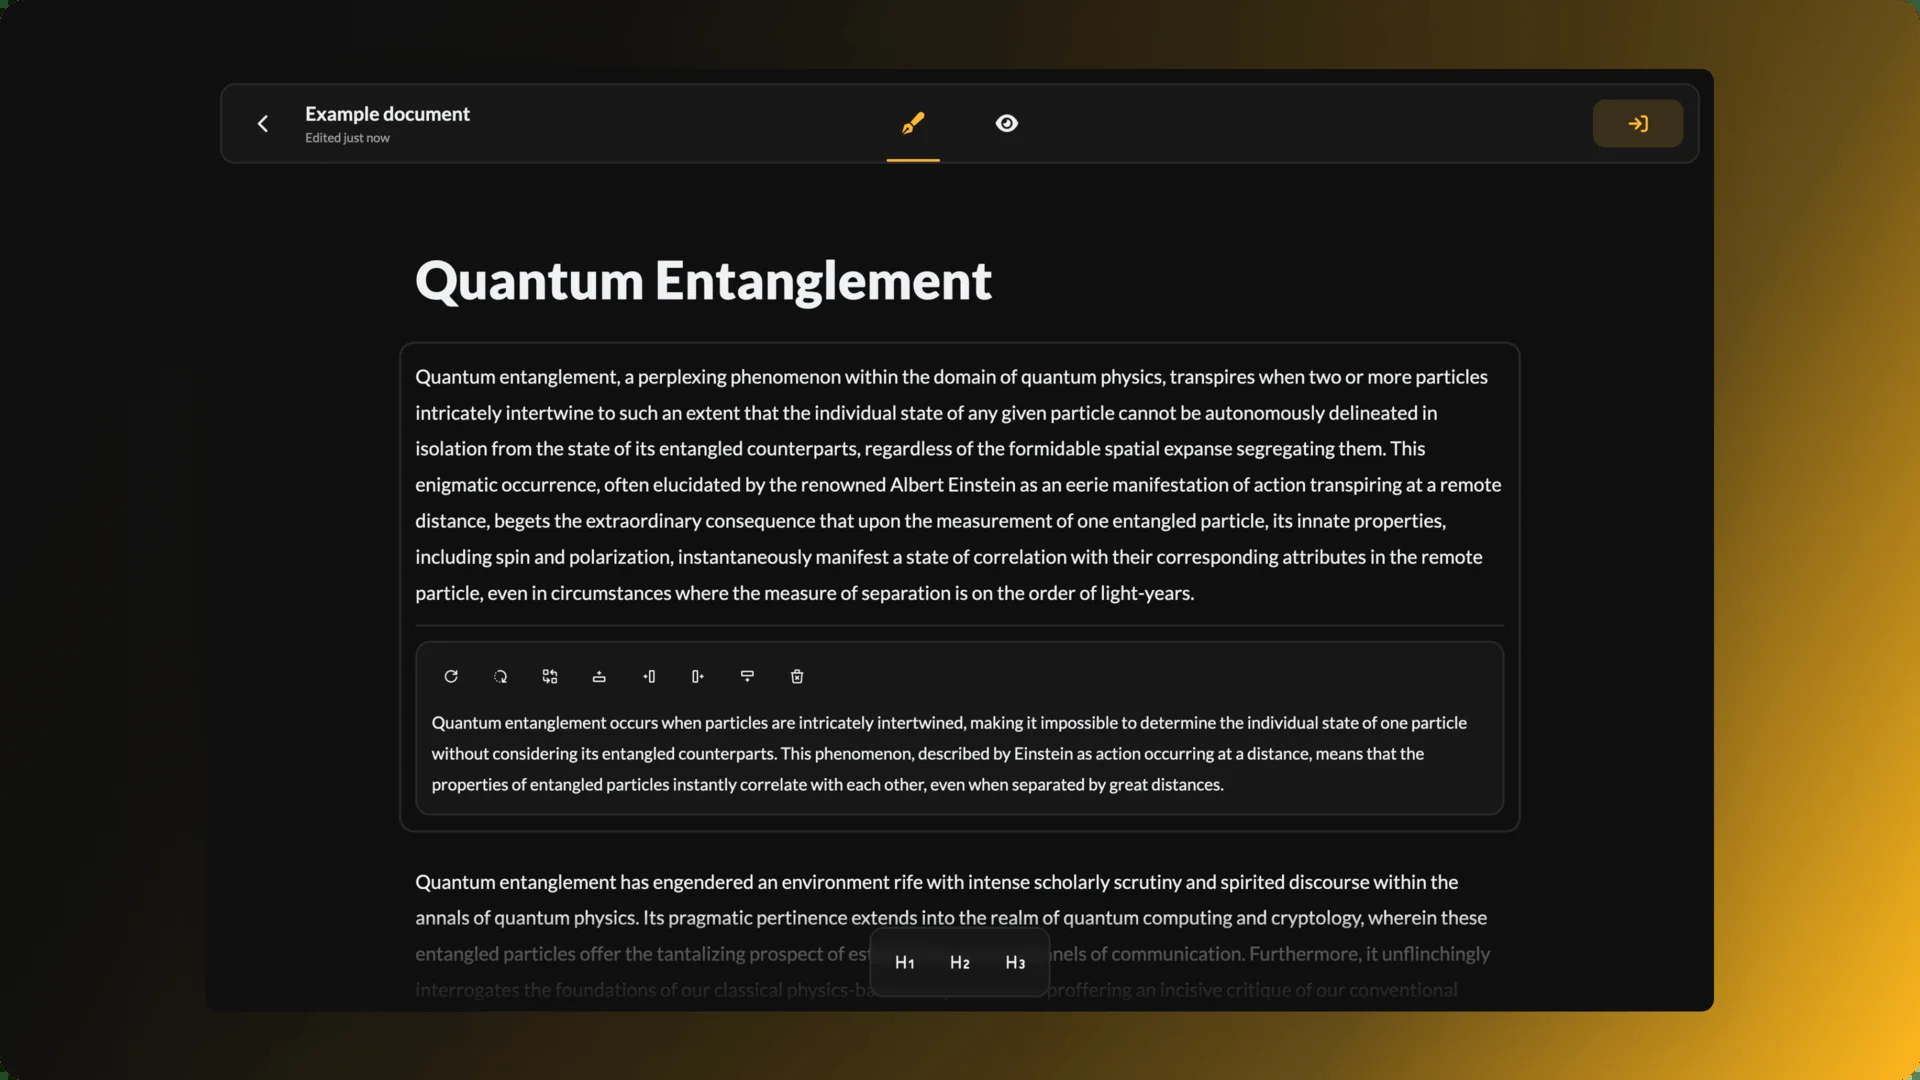 Example document
Edited just now
Quantum Entanglement
Quantum entanglement, a perplexing phenomenon within the domain of quantum physics, transpires when two or more particles
intricately intertwine to such an extent that the individual state of any given particle cannot be autonomously delineated in
isolation from the state of its entangled counterparts, regardless of the formidable spatial expanse segregating them. This
enigmatic occurrence, often elucidated by the renowned Albert Einstein as an eerie manifestation of action transpiring at a remote
distance, begets the extraordinary consequence that upon the measurement of one entangled particle, its innate properties,
including spin and polarization, instantaneously manifest a state of correlation with their corresponding attributes in the remote
particle, even in circumstances where the measure of separation is on the order of light-years.
Quantum entanglement occurs when particles are intricately intertwined, making it impossible to determine the individual state of one particle
without considering its entangled counterparts. This phenomenon, described by Einstein as action occurring at a distance, means that the
properties of entangled particles instantly correlate with each other, even when separated by great distances.
Quantum entanglement has engendered an environment rife with intense scholarly scrutiny and spirited discourse within the
annals of quantum physics. Its pragmatic pertinence extends into the realm of quantum computing and cryptology, wherein these
entangled particles offer the tantalizing prospect of of communication. Furthermore, it unflinchingly
interrogates the foundations of our classical proffering an incisive critique of our conventional
H1 H2 H3